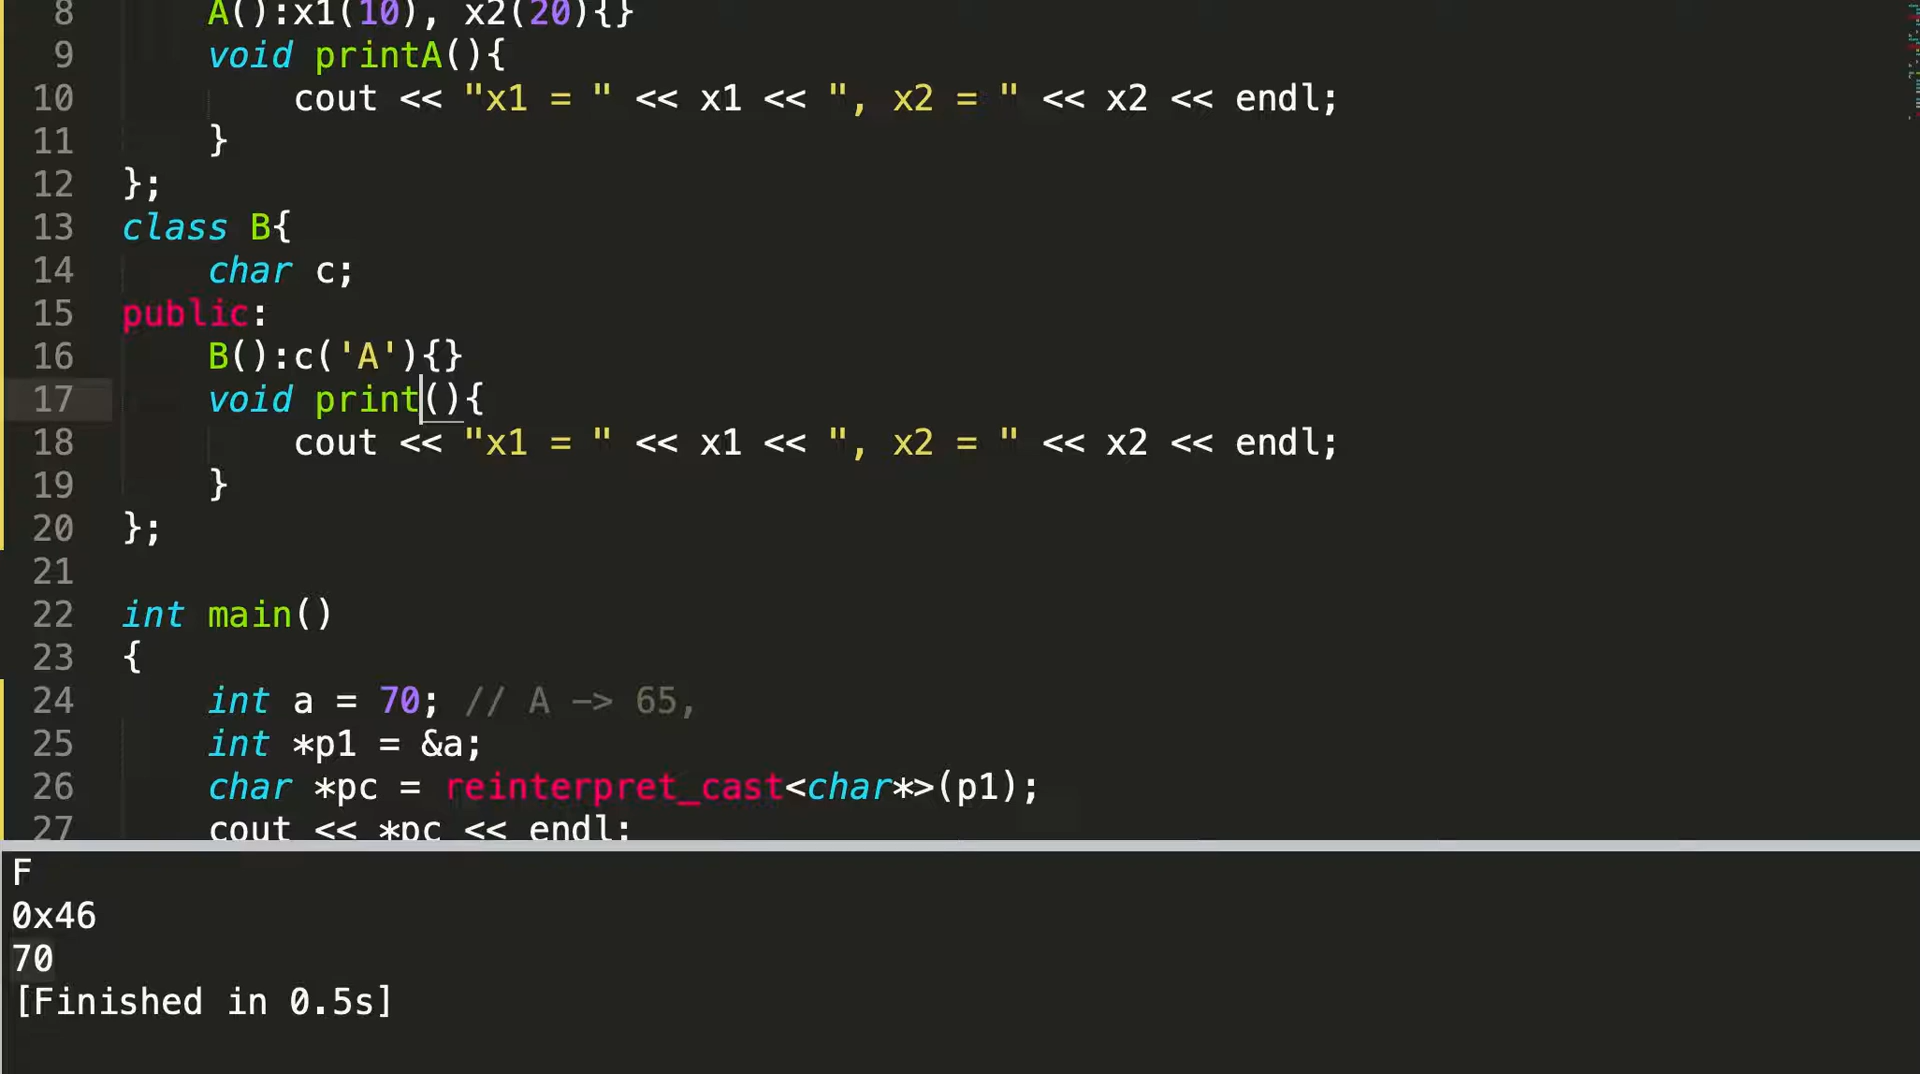 8 A():x1(10), x2(20){}
9 void printA(){
10 cout << "x1 = " << x1 << ", x2 = " << x2 << endl;
11 }
12 };
13 class B{
14 char c;
15 public:
16 B():c('A'){}
17 void print(){
18 cout << "x1 = " << x1 << ", x2 = " << x2 << endl;
19 }
20 };
21
22 int main()
23 {
24 int a = 70; // A -> 65,
25 int *p1 = &a;
26 char *pc = reinterpret_cast<char*>(p1);
27 cout << *pc << endl;
F
0x46
70
[Finished in 0.5s]